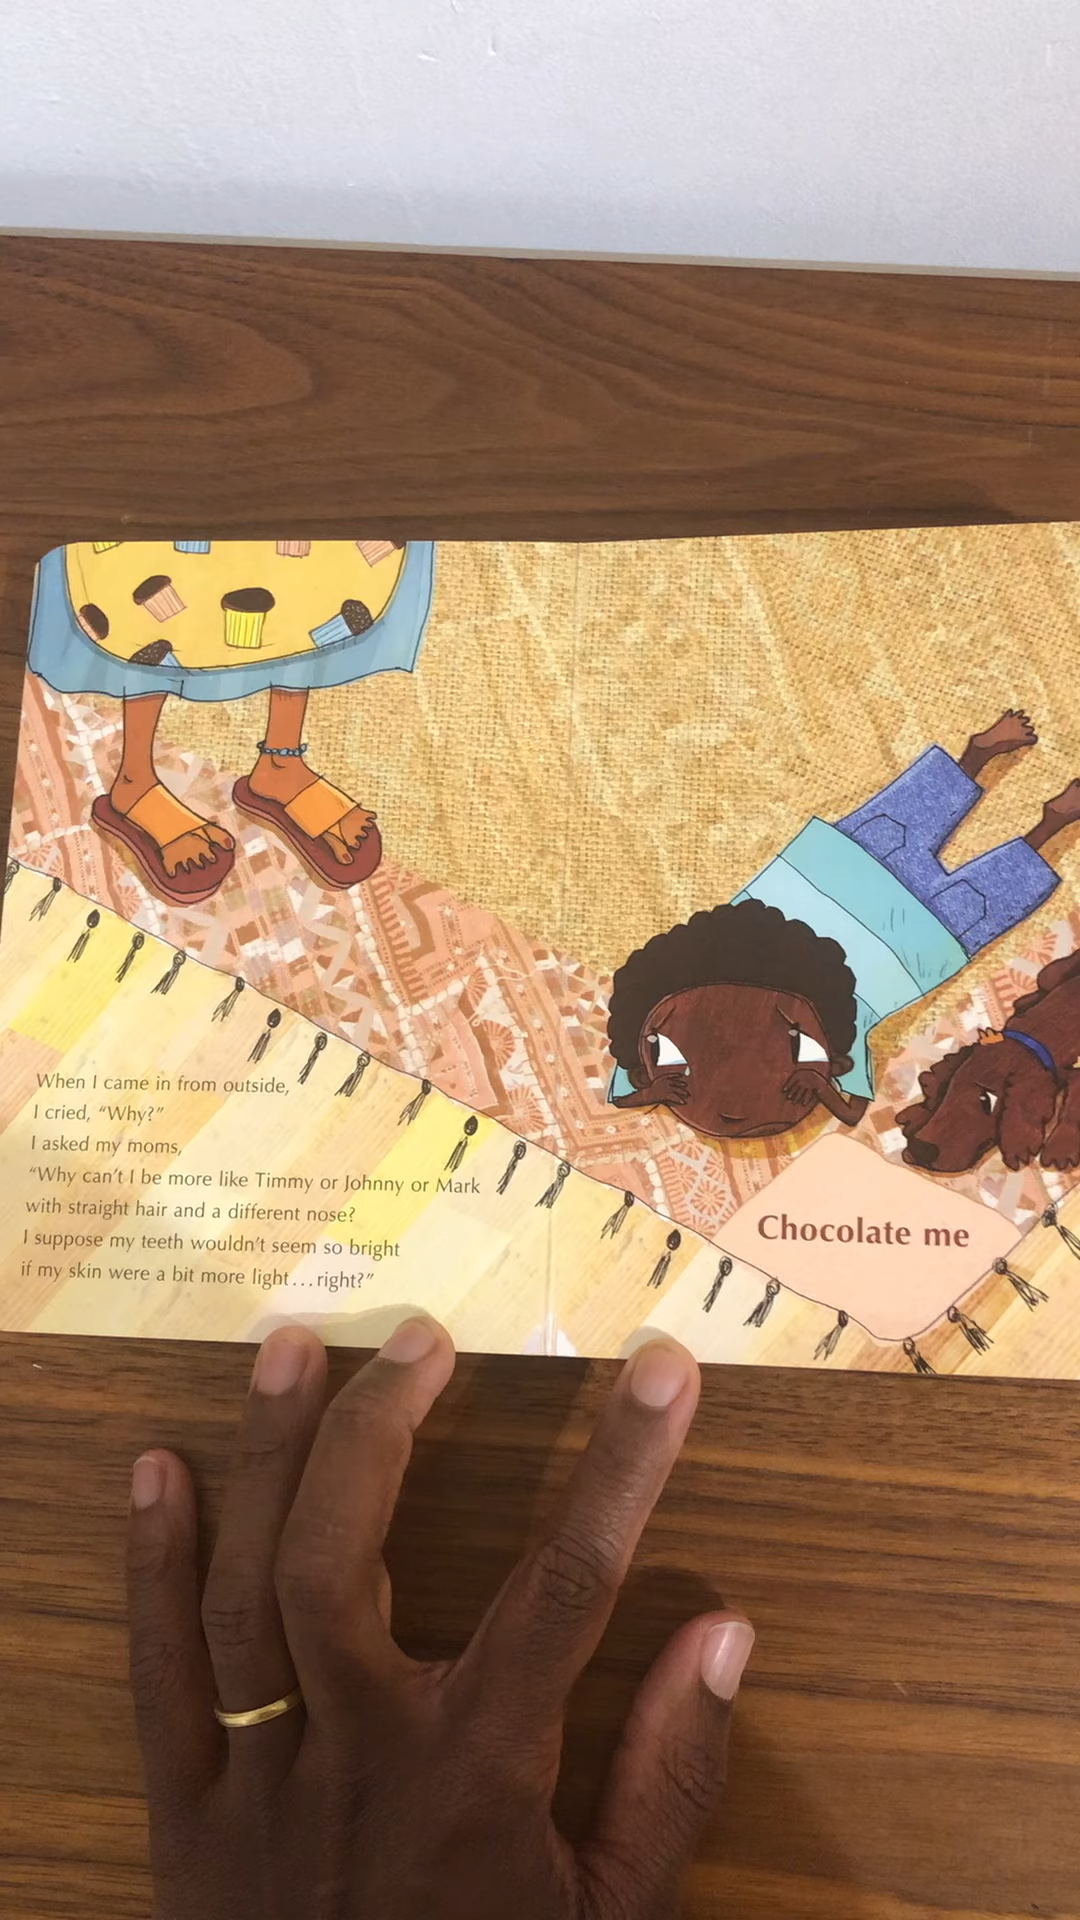 When I came in from outside,
I cried, “Why?”
I asked my moms,
“Why can’t I be more like Timmy or Johnny or Mark
with straight hair and a different nose?
I suppose my teeth wouldn’t seem so bright
if my skin were a bit more light...right?”
Chocolate me